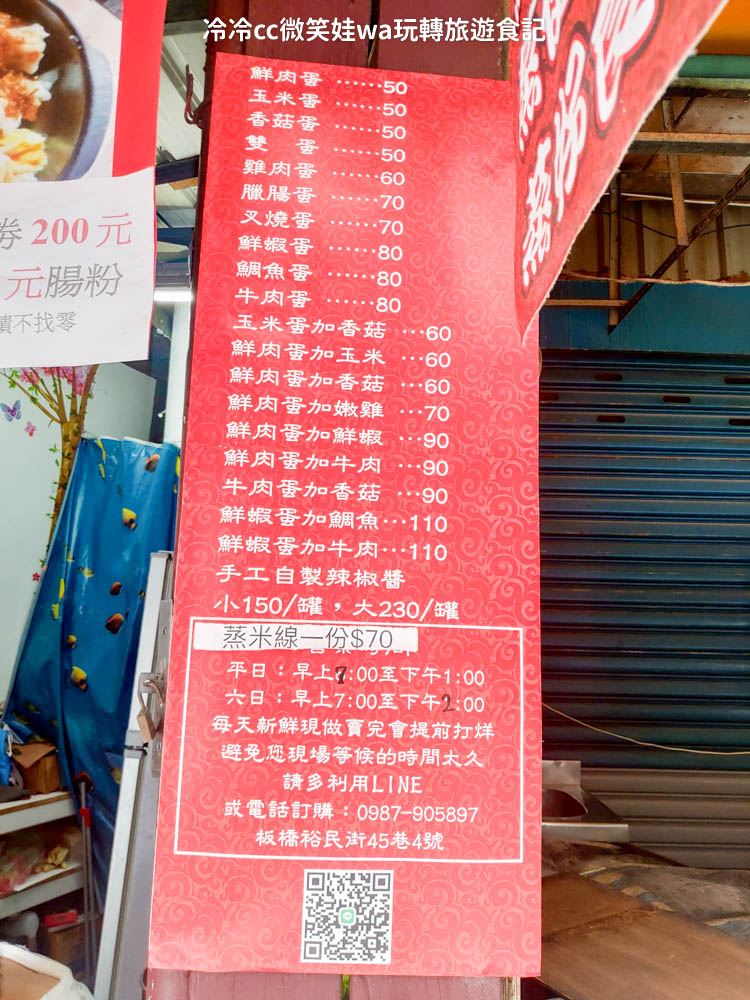 冷冷cc微笑娃wa玩轉旅遊食記
鮮肉蛋 ……50
玉米蛋 ……50
香菇蛋 ……50
雙 蛋 ……50
雞肉蛋 ……60
臘腸蛋 ……70
叉燒蛋 ……70
鮮蝦蛋 ……80
鯛魚蛋 ……80
牛肉蛋 ……80
玉米蛋加香菇 …60
鮮肉蛋加玉米 …60
鮮肉蛋加香菇 …60
鮮肉蛋加嫩雞 …70
鮮肉蛋加鮮蝦 …90
鮮肉蛋加牛肉 …90
牛肉蛋加香菇 …90
鮮蝦蛋加鯛魚…110
鮮蝦蛋加牛肉…110
手工自製辣椒醬
小150/罐，大230/罐
蒸米線一份$70
平日：早上7:00至下午1:00
六日：早上7:00至下午2:00
每天新鮮現做賣完會提前打烊
避免您現場等候的時間太久
請多利用LINE
或電話訂購：0987-905897
板橋裕民街45巷4號
券 200 元
元腸粉
不找零